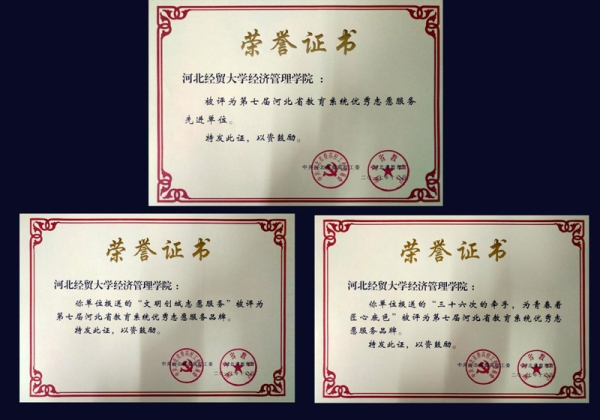 荣誉证书
河北经贸大学经济管理学院：
被评为第七届河北省教育系统优秀志愿服务
先进单位。
特发此证，以资鼓励。
荣誉证书
河北经贸大学经济管理学院：
你单位报送的“文明创城志愿服务”被评为
第七届河北省教育系统优秀志愿服务品牌。
特发此证，以资鼓励。
荣誉证书
河北经贸大学经济管理学院：
你单位报送的“三十六次的牵手，为青春着
匠心底色”被评为第七届河北省教育系统优秀志
愿服务品牌。
特发此证，以资鼓励。